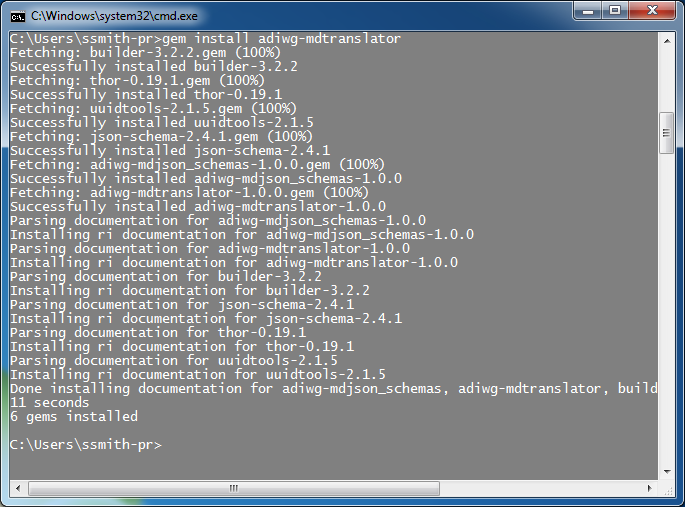 C:\Windows\system32\cmd.exe
C:\Users\ssmith-pr>gem install adiwg-mdtranslator
Fetching: builder-3.2.2.gem (100%)
Successfully installed builder-3.2.2
Fetching: thor-0.19.1.gem (100%)
Successfully installed thor-0.19.1
Fetching: uuidtools-2.1.5.gem (100%)
Successfully installed uuidtools-2.1.5
Fetching: json-schema-2.4.1.gem (100%)
Successfully installed json-schema-2.4.1
Fetching: adiwg-mdjson_schemas-1.0.0.gem (100%)
Successfully installed adiwg-mdjson_schemas-1.0.0
Fetching: adiwg-mdtranslator-1.0.0.gem (100%)
Successfully installed adiwg-mdtranslator-1.0.0
Parsing documentation for adiwg-mdjson_schemas-1.0.0
Installing ri documentation for adiwg-mdjson_schemas-1.0.0
Parsing documentation for adiwg-mdtranslator-1.0.0
Installing ri documentation for adiwg-mdtranslator-1.0.0
Parsing documentation for builder-3.2.2
Installing ri documentation for builder-3.2.2
Parsing documentation for json-schema-2.4.1
Installing ri documentation for json-schema-2.4.1
Parsing documentation for thor-0.19.1
Installing ri documentation for thor-0.19.1
Parsing documentation for uuidtools-2.1.5
Installing ri documentation for uuidtools-2.1.5
Done installing documentation for adiwg-mdjson_schemas, adiwg-mdtranslator, build
11 seconds
6 gems installed
C:\Users\ssmith-pr>